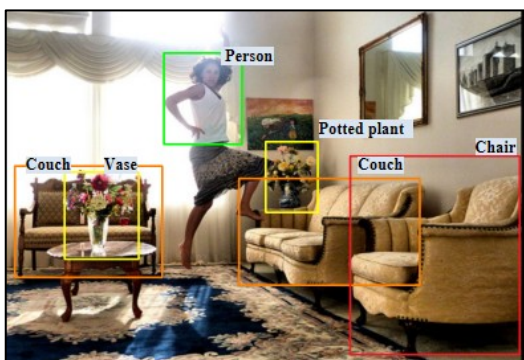 Person
Potted plant
Chair
Couch
Vase
Couch